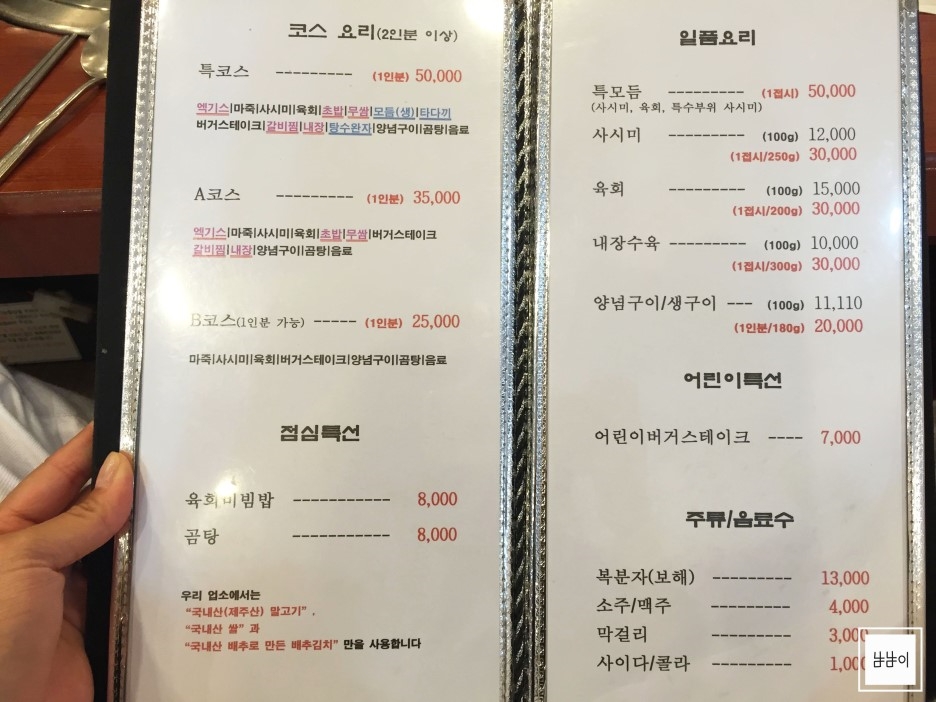 코스 요리(2인분 이상)
특코스 --------- (1인분) 50,000
엑기스|마죽|사시미|육회|초밥|무쌈|모듬(생)|타다끼
버거스테이크|갈비찜|내장|탕수완자|양념구이|곰탕|음료
A코스 --------- (1인분) 35,000
엑기스|마죽|사시미|육회|초밥|무쌈|버거스테이크
갈비찜|내장|양념구이|곰탕|음료
B코스(1인분 가능) ----- (1인분) 25,000
마죽|사시미|육회|버거스테이크|양념구이|곰탕|음료
점심특선
육회비빔밥 ----------- 8,000
곰탕 ----------- 8,000
우리 업소에서는
"국내산(제주산) 말고기" ,
"국내산 쌀" 과
"국내산 배추로 만든 배추김치" 만을 사용합니다
일품요리
특모듬 --------- (1접시) 50,000
(사시미, 육회, 특수부위 사시미)
사시미 --------- (100g) 12,000
(1접시/250g) 30,000
육회 --------- (100g) 15,000
(1접시/200g) 30,000
내장수육 --------- (100g) 10,000
(1접시/300g) 30,000
양념구이/생구이 --- (100g) 11,110
(1인분/180g) 20,000
어린이특선
어린이버거스테이크 ---- 7,000
주류/음료수
복분자(보해) --------- 13,000
소주/맥주 --------- 4,000
막걸리 --------- 3,000
사이다/콜라 --------- 1,000
냠냠이